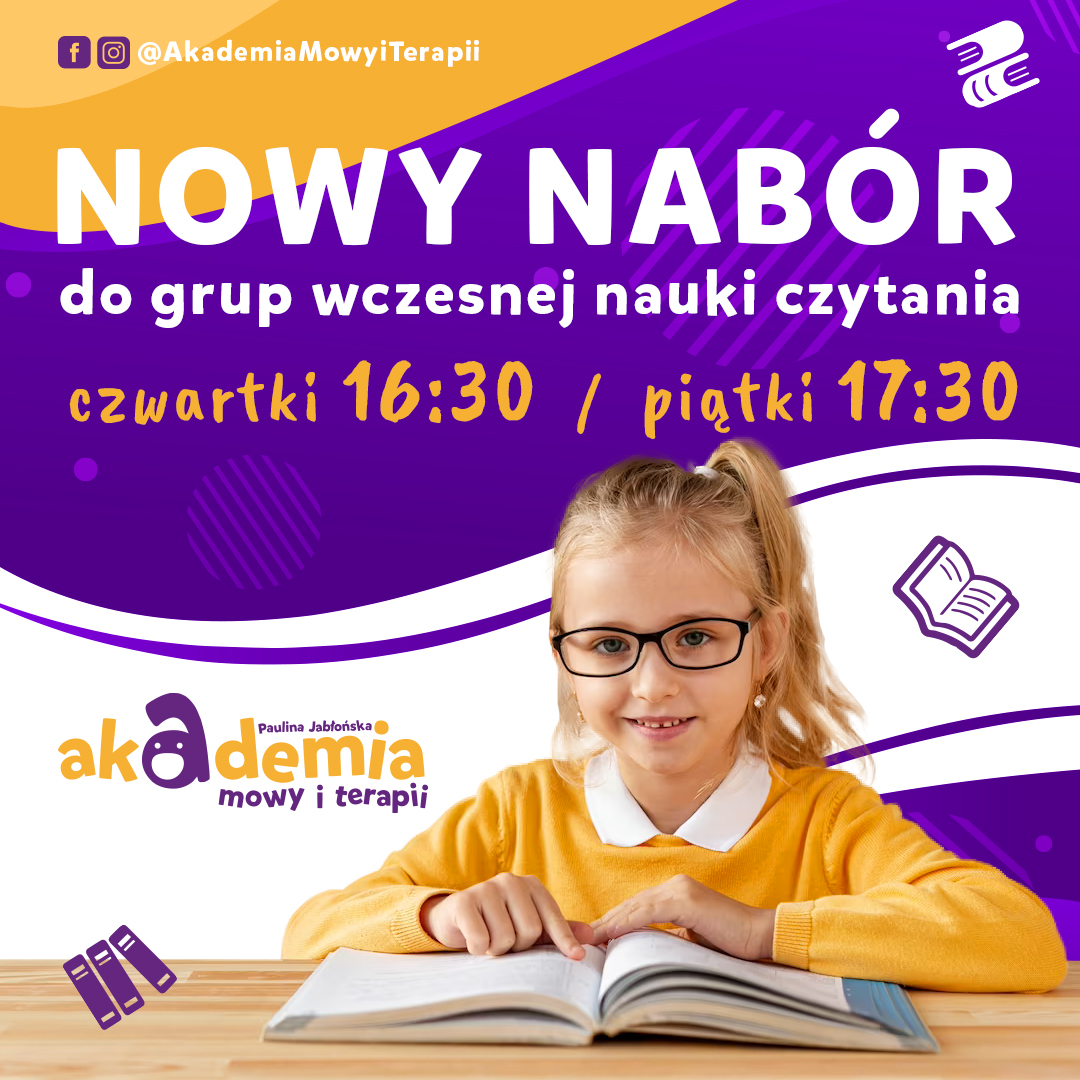 @AkademiaMowyiTerapii
NOWY NABÓR
do grup wczesnej nauki czytania
czwartki 16:30 / piątki 17:30
Paulina Jabłońska
akademia
mowy i terapii